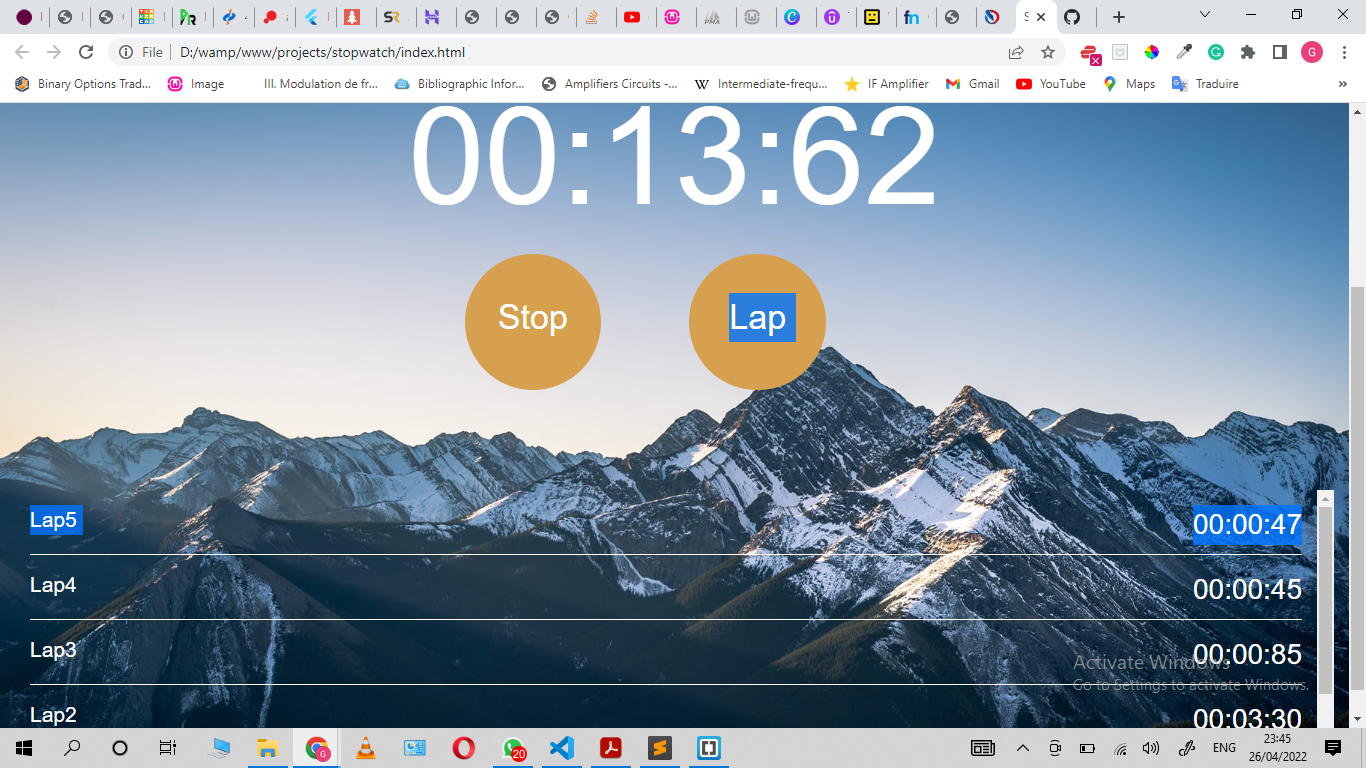 S
File D:/wamp/www/projects/stopwatch/index.html
G
Binary Options Trad... Image III. Modulation de fr... Bibliographic Infor... Amplifiers Circuits -... Intermediate-frequ... IF Amplifier Gmail YouTube Maps Traduire »
00:13:62
Stop Lap
Lap5 00:00:47
Lap4 00:00:45
Lap3 00:00:85
Activate Windows
Go to Settings to activate Windows.
Lap2 00:03:30
20 ENG 23:45
26/04/2022